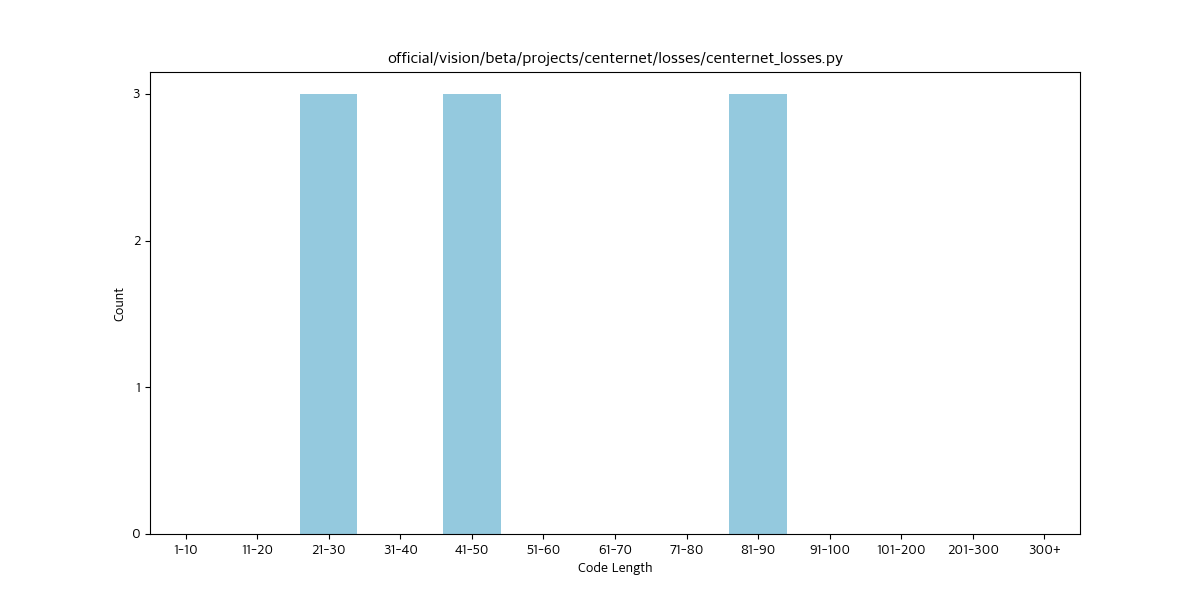 official/vision/beta/projects/centernet/losses/centernet_losses.py
3
2
1
0
Count
1-10 11-20 21-30 31-40 41-50 51-60 61-70 71-80 81-90 91-100 101-200 201-300 300+
Code Length